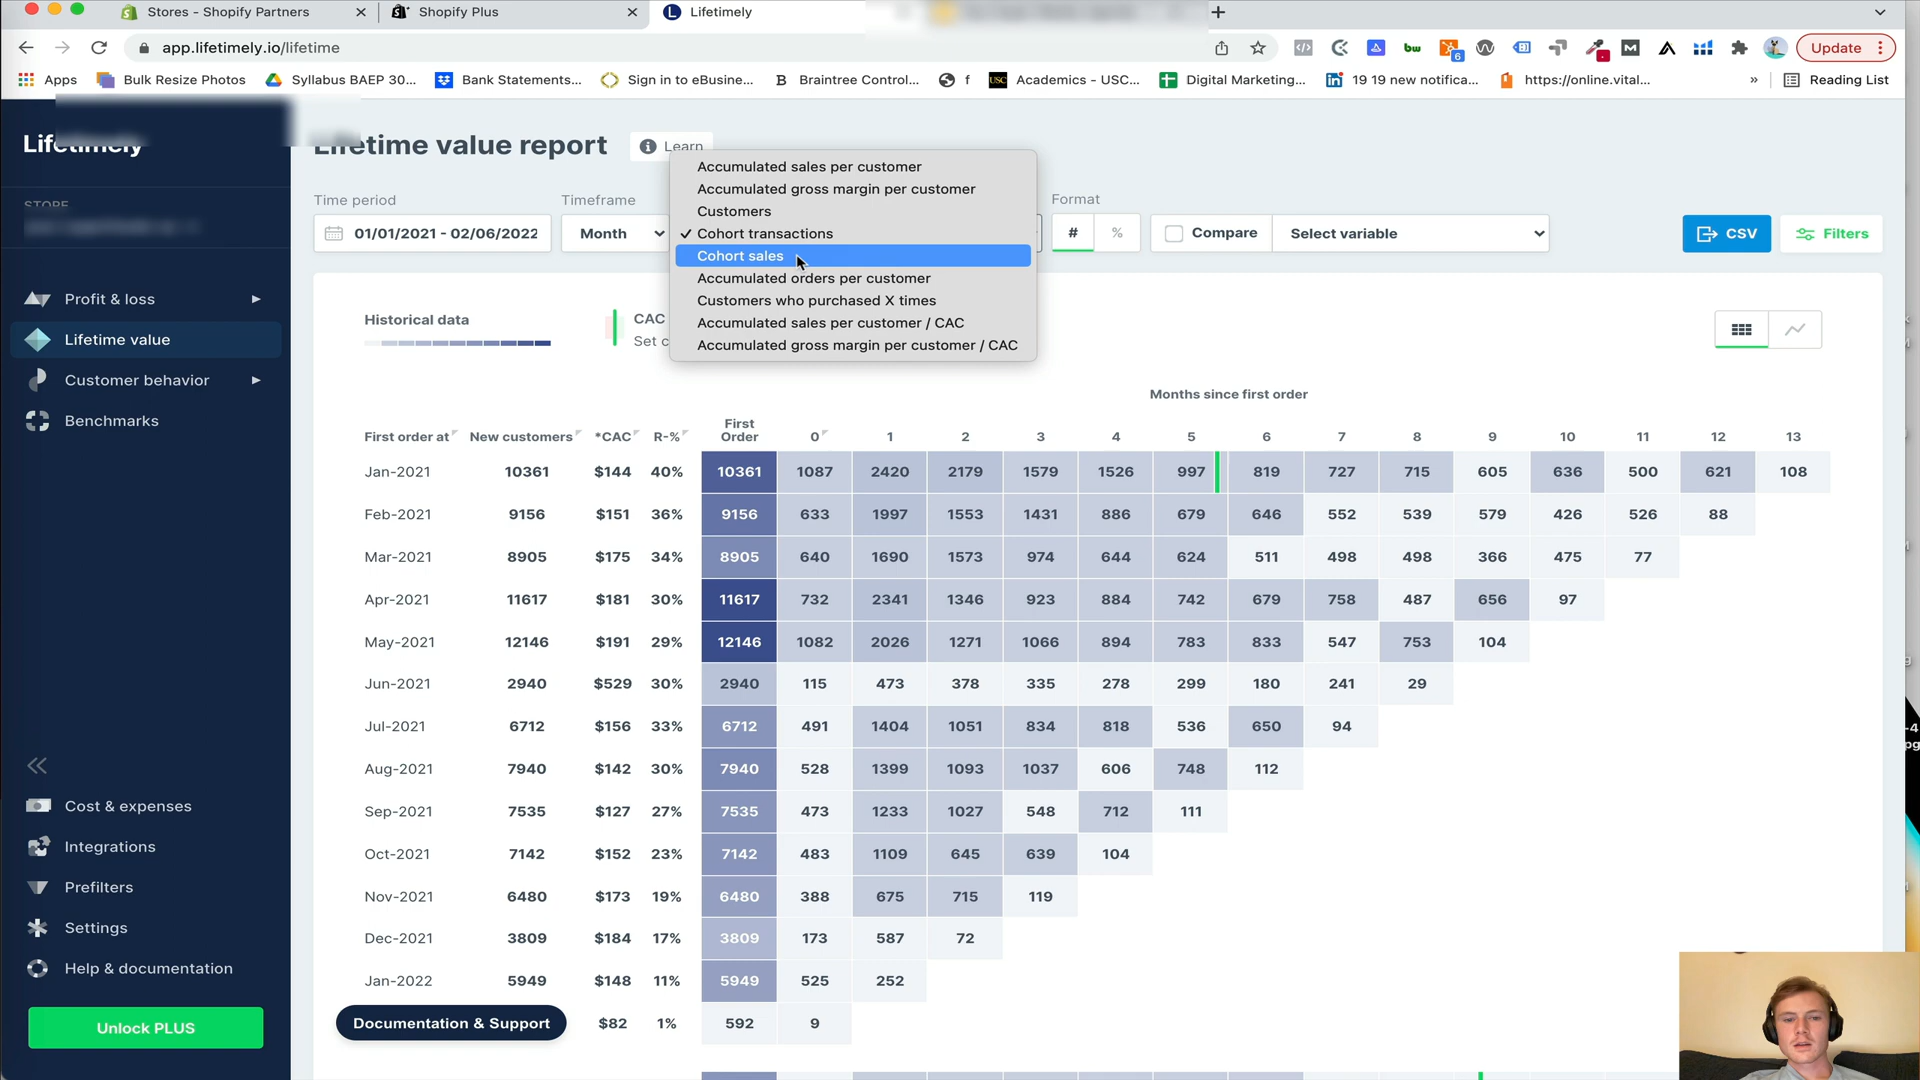 Stores - Shopify Partners
Shopify Plus
Lifetimely
app.lifetimely.io/lifetime
6
Update
Apps
Bulk Resize Photos
Syllabus BAEP 30...
Bank Statements...
Sign in to eBusine...
B Braintree Control...
f
USC Academics - USC...
Digital Marketing...
19 19 new notifica...
https://online.vital...
»
Reading List
Lifetimely
STORE
Profit & loss
Lifetime value
Customer behavior
Benchmarks
Cost & expenses
Integrations
Prefilters
Settings
Help & documentation
Unlock PLUS
Lifetime value report
Learn
Time period
01/01/2021 - 02/06/2022
Timeframe
Month
Accumulated sales per customer
Accumulated gross margin per customer
Customers
✓ Cohort transactions
Cohort sales
Accumulated orders per customer
Customers who purchased X times
Accumulated sales per customer / CAC
Accumulated gross margin per customer / CAC
Format
# %
Compare
Select variable
CSV
Filters
Historical data
CAC
Set c
Months since first order
First order at New customers *CAC R-% First Order 0 1 2 3 4 5 6 7 8 9 10 11 12 13
Jan-2021 10361 $144 40% 10361 1087 2420 2179 1579 1526 997 819 727 715 605 636 500 621 108
Feb-2021 9156 $151 36% 9156 633 1997 1553 1431 886 679 646 552 539 579 426 526 88
Mar-2021 8905 $175 34% 8905 640 1690 1573 974 644 624 511 498 498 366 475 77
Apr-2021 11617 $181 30% 11617 732 2341 1346 923 884 742 679 758 487 656 97
May-2021 12146 $191 29% 12146 1082 2026 1271 1066 894 783 833 547 753 104
Jun-2021 2940 $529 30% 2940 115 473 378 335 278 299 180 241 29
Jul-2021 6712 $156 33% 6712 491 1404 1051 834 818 536 650 94
Aug-2021 7940 $142 30% 7940 528 1399 1093 1037 606 748 112
Sep-2021 7535 $127 27% 7535 473 1233 1027 548 712 111
Oct-2021 7142 $152 23% 7142 483 1109 645 639 104
Nov-2021 6480 $173 19% 6480 388 675 715 119
Dec-2021 3809 $184 17% 3809 173 587 72
Jan-2022 5949 $148 11% 5949 525 252
Documentation & Support
$82 1% 592 9